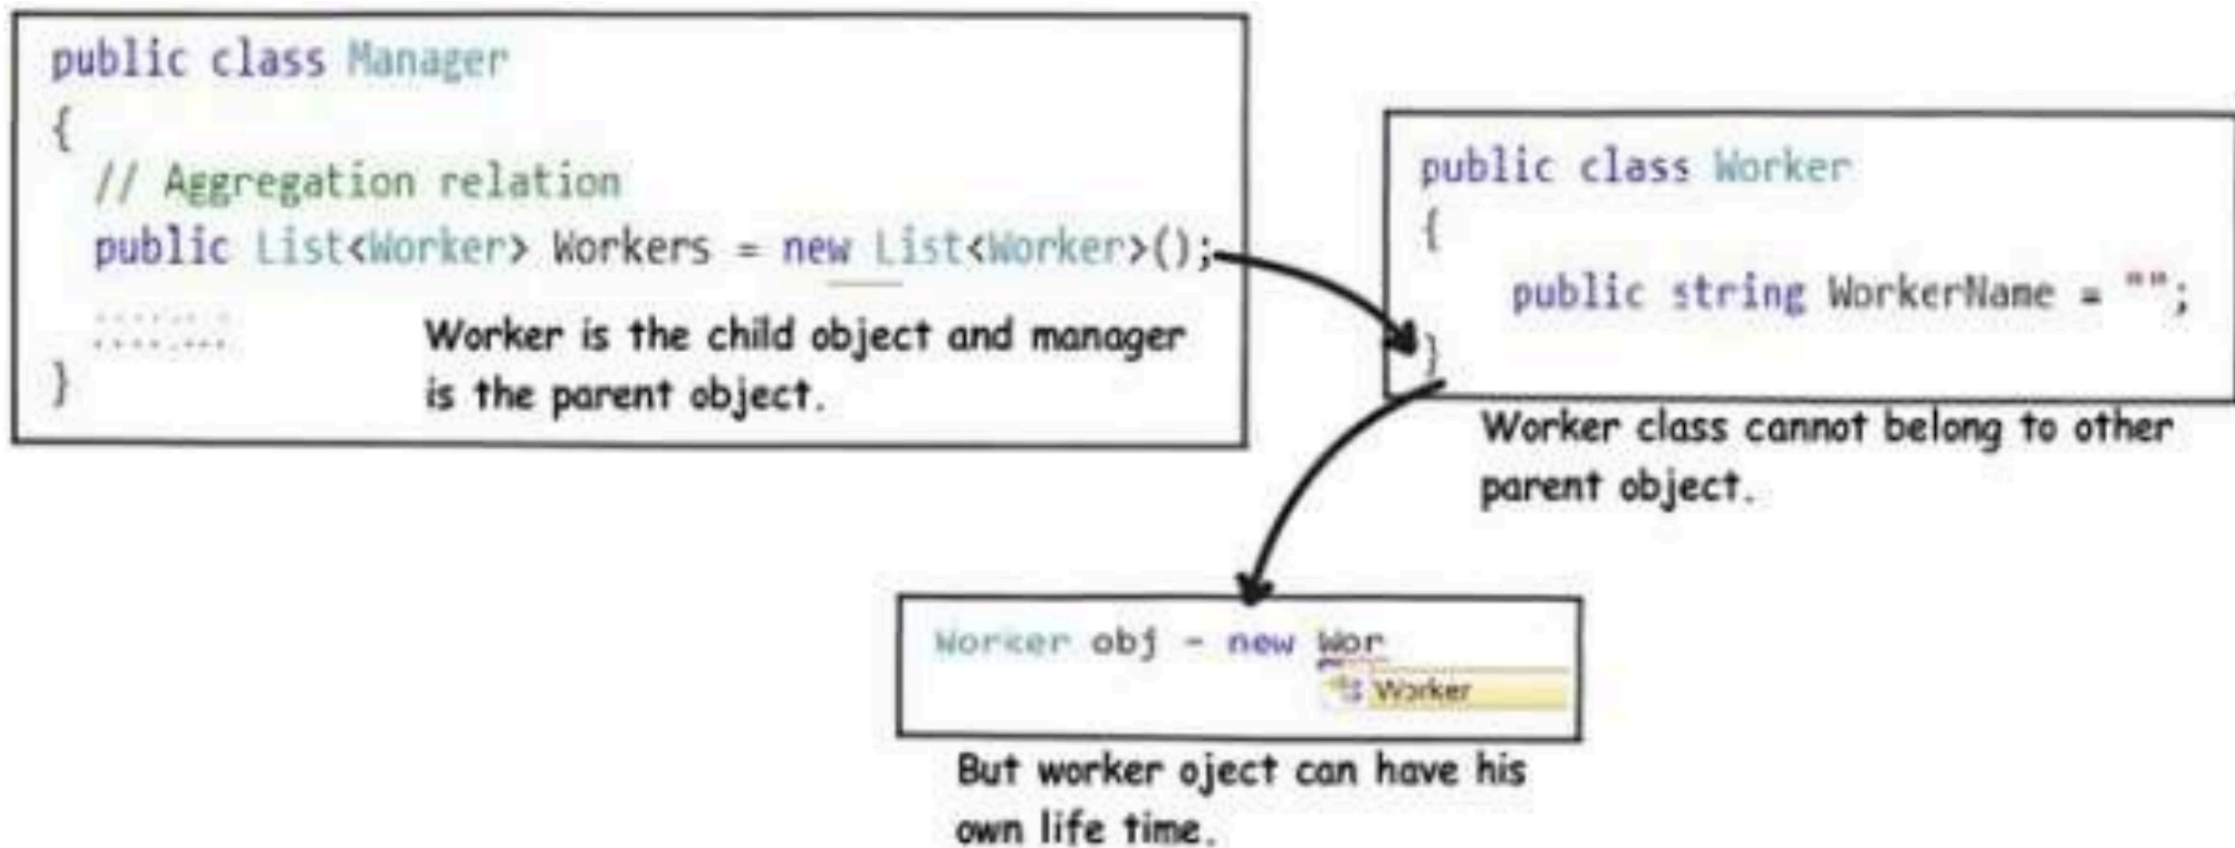 public class Manager
{
// Aggregation relation
public List<Worker> Workers = new List<Worker>();
Worker is the child object and manager
is the parent object.
}
public class Worker
{
public string WorkerName = "";
}
Worker class cannot belong to other
parent object.
Worker obj - new Wor
Worker
But worker oject can have his
own life time.